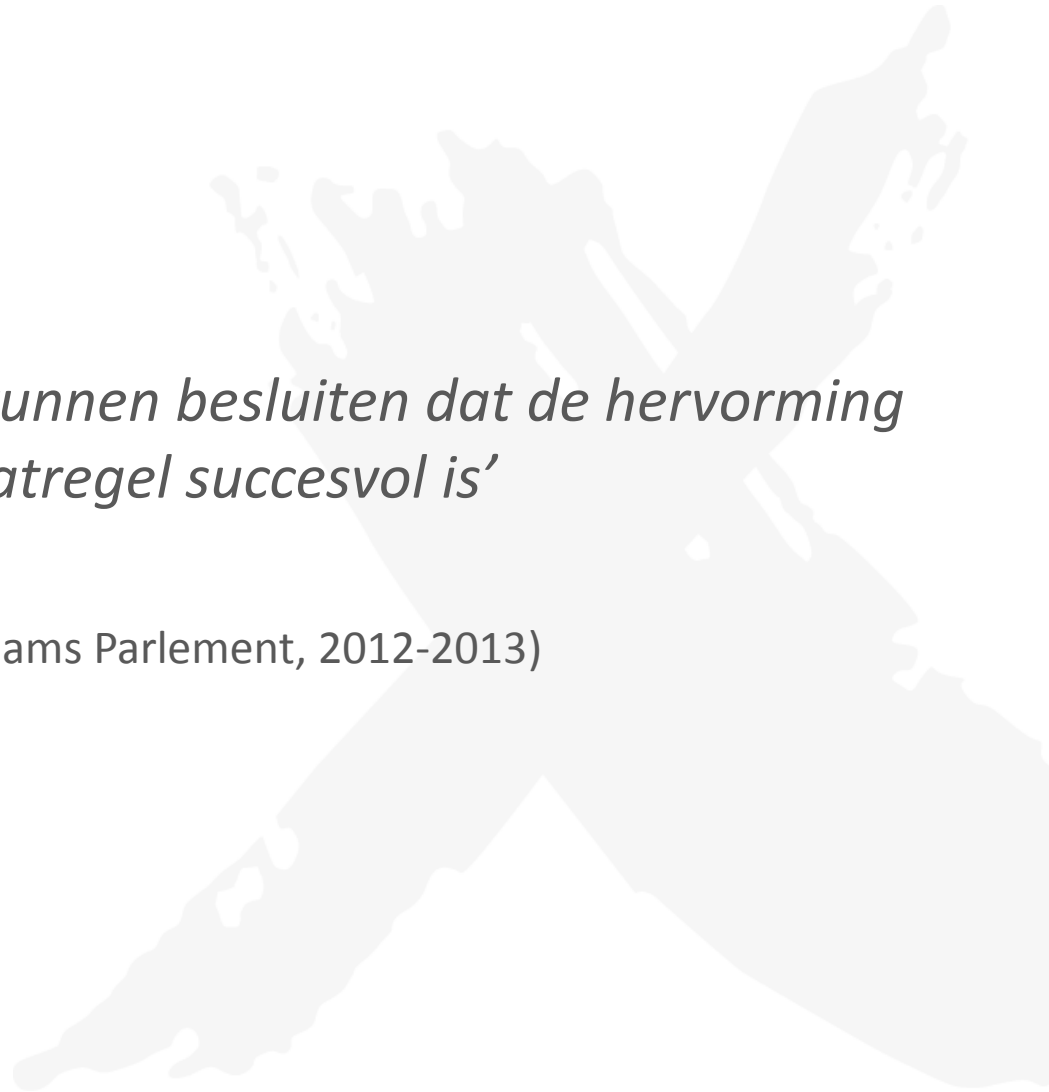 unnen besluiten dat de hervorming
atregel succesvol is’
ams Parlement, 2012-2013)